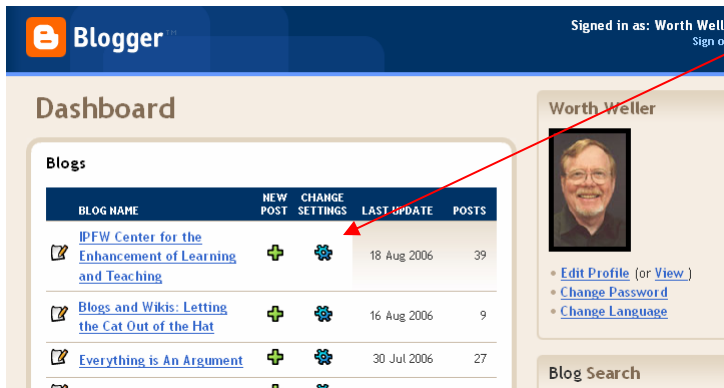 Blogger™
Signed in as: Worth Well
Sign o
Dashboard
Blogs
BLOG NAME
NEW POST
CHANGE SETTINGS
LAST UPDATE
POSTS
IPFW Center for the
Enhancement of Learning
and Teaching
18 Aug 2006
39
Blogs and Wikis: Letting
the Cat Out of the Hat
16 Aug 2006
9
Everything is An Argument
30 Jul 2006
27
Worth Weller
Edit Profile (or View )
Change Password
Change Language
Blog Search